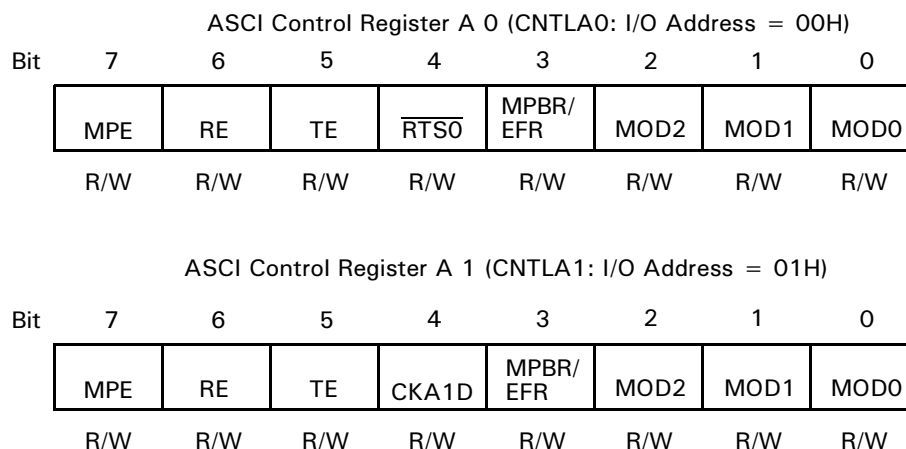 ASCI Control Register A 0 (CNTLA0: I/O Address = 00H)
Bit 7 6 5 4 3 2 1 0
MPE RE TE R̅T̅S̅0̅ MPBR/ EFR MOD2 MOD1 MOD0
R/W R/W R/W R/W R/W R/W R/W R/W
ASCI Control Register A 1 (CNTLA1: I/O Address = 01H)
Bit 7 6 5 4 3 2 1 0
MPE RE TE CKA1D MPBR/ EFR MOD2 MOD1 MOD0
R/W R/W R/W R/W R/W R/W R/W R/W